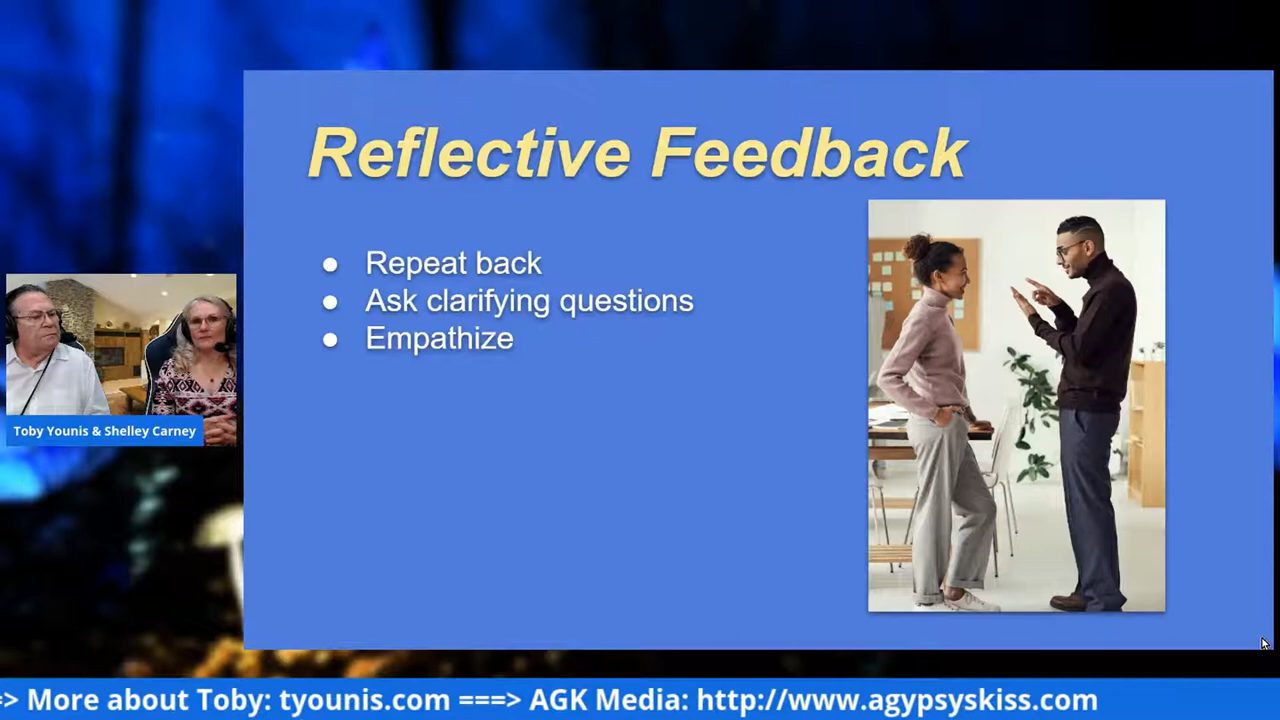 Reflective Feedback
● Repeat back
● Ask clarifying questions
● Empathize
Toby Younis & Shelley Carney
=> More about Toby: tyounis.com ===> AGK Media: http://www.agypsyskiss.com